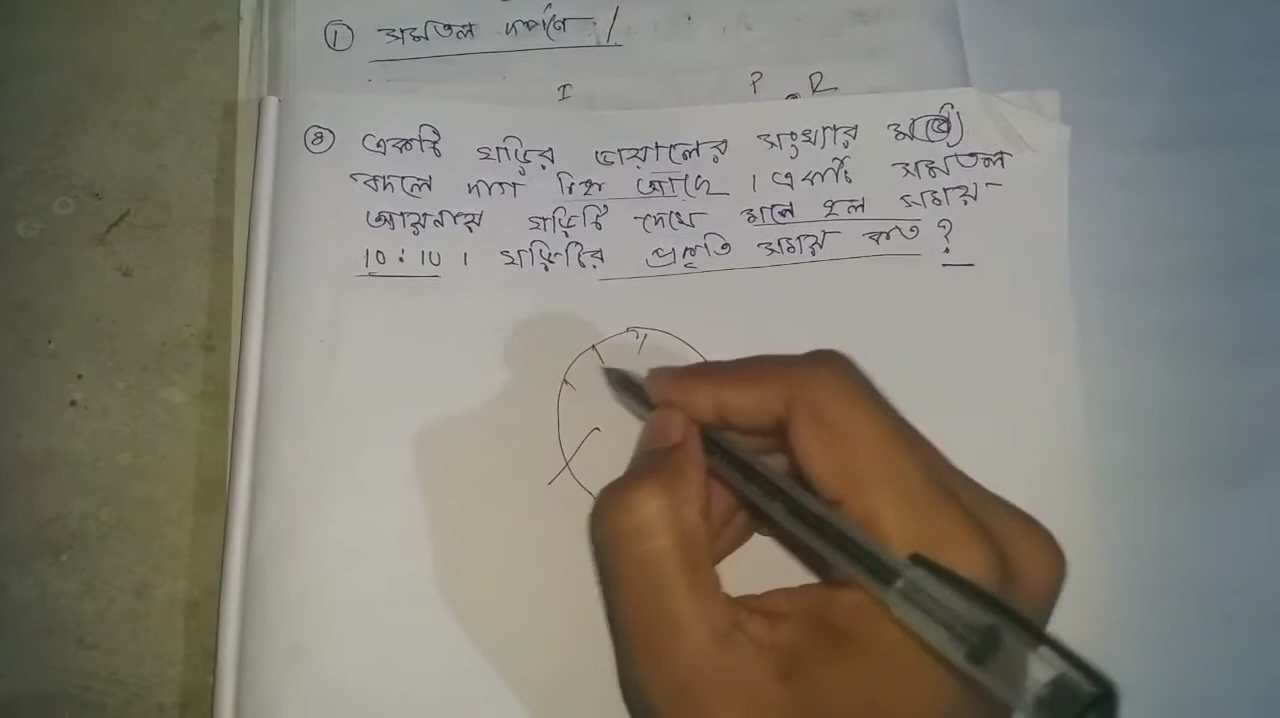 ① সমতল দর্পণে /
I P R
⑧ একটি ঘড়ির ডায়ালের সংখ্যার
বদলে দাগ চিহ্ন আছে । একটি সমতল
আয়নায় ঘড়িটি দেখে মনে হল সময়
10:10 । ঘড়িটির প্রকৃতি সময় কত ?